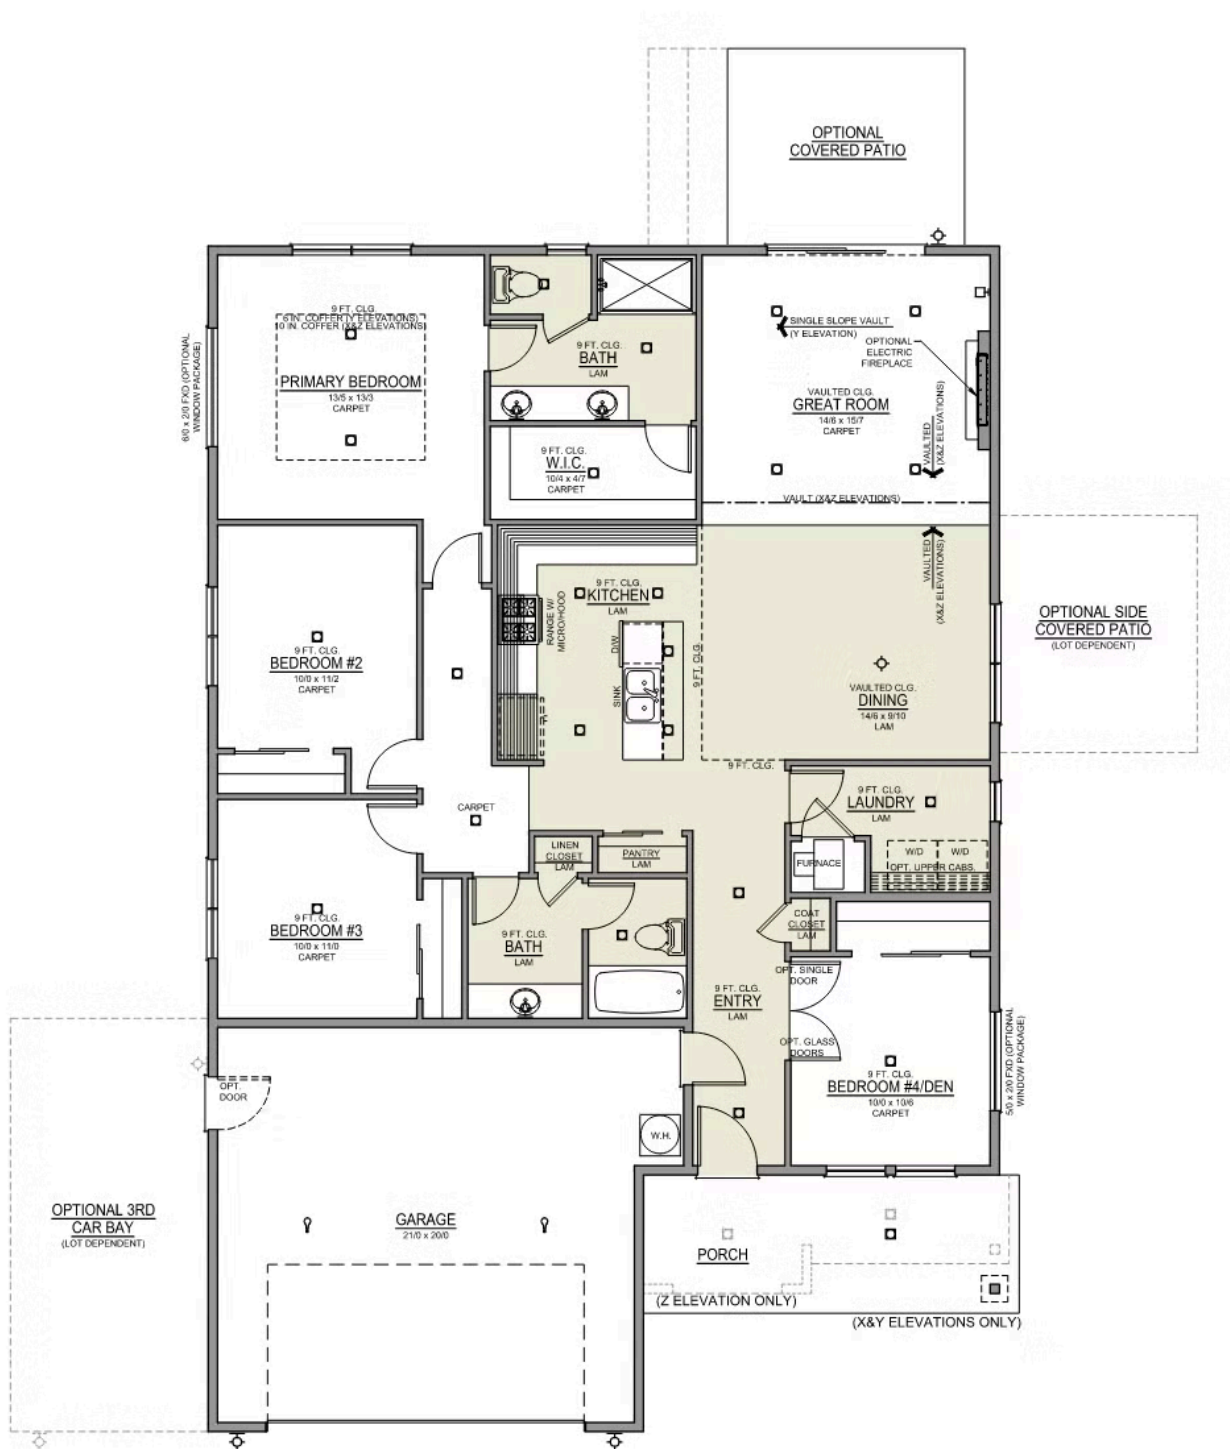 OPTIONAL
COVERED PATIO
9 FT. CLG.
6 IN. COFFER (Y ELEVATIONS)
10 IN. COFFER (X&Z ELEVATIONS)
PRIMARY BEDROOM
13/5 x 13/3
CARPET
6/0 x 2/0 FXD (OPTIONAL
WINDOW PACKAGE)
9 FT. CLG.
BATH
LAM
SINGLE SLOPE VAULT
(Y ELEVATION)
OPTIONAL
ELECTRIC
FIREPLACE
VAULTED CLG.
GREAT ROOM
14/6 x 15/7
CARPET
VAULTED
(X&Z ELEVATIONS)
9 FT. CLG.
W.I.C.
10/4 x 4/7
CARPET
VAULT (X&Z ELEVATIONS)
VAULTED
(X&Z ELEVATIONS)
9 FT. CLG.
KITCHEN
LAM
RANGE W/
MICRO/HOOD
D/W
SINK
F
9 FT. CLG.
OPTIONAL SIDE
COVERED PATIO
(LOT DEPENDENT)
9 FT. CLG.
BEDROOM #2
10/0 x 11/2
CARPET
VAULTED CLG.
DINING
14/6 x 9/10
LAM
9 FT. CLG.
CARPET
9 FT. CLG.
LAUNDRY
LAM
LINEN
CLOSET
LAM
PANTRY
LAM
FURNACE
W/D
W/D
OPT. UPPER CABS.
9 FT. CLG.
BEDROOM #3
10/0 x 11/0
CARPET
9 FT. CLG.
BATH
LAM
COAT
CLOSET
LAM
OPT. SINGLE
DOOR
9 FT. CLG.
ENTRY
LAM
OPT. GLASS
DOORS
9 FT. CLG.
BEDROOM #4/DEN
10/0 x 10/6
CARPET
5/0 x 2/0 FXD (OPTIONAL
WINDOW PACKAGE)
OPT.
DOOR
W.H.
OPTIONAL 3RD
CAR BAY
(LOT DEPENDENT)
GARAGE
21/0 x 20/0
PORCH
(Z ELEVATION ONLY)
(X&Y ELEVATIONS ONLY)